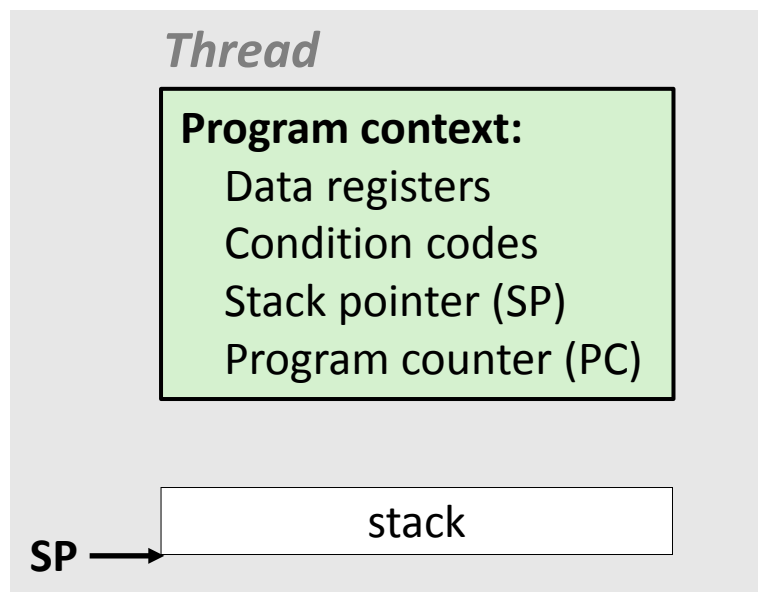 Thread
Program context:
Data registers
Condition codes
Stack pointer (SP)
Program counter (PC)
stack
SP